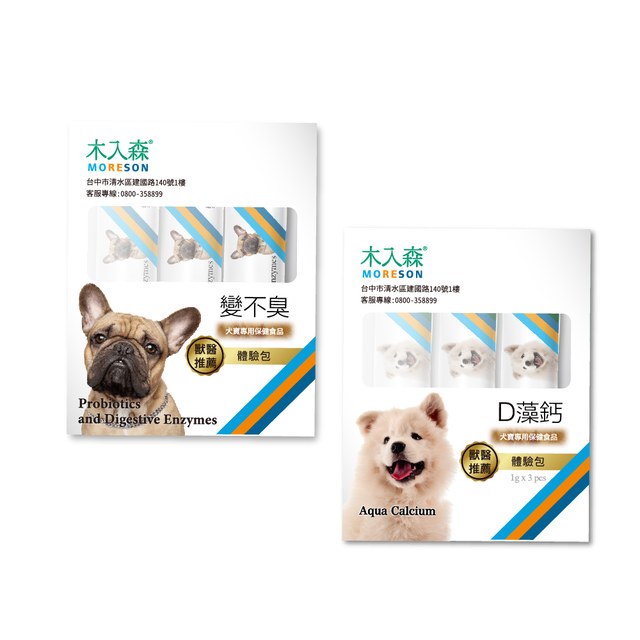 木入森®
MORESON
台中市清水區建國路140號1樓
客服專線:0800-358899
變不臭
犬寶專用保健食品
獸醫
推薦
體驗包
Probiotics
and Digestive Enzymes
木入森®
MORESON
台中市清水區建國路140號1樓
客服專線:0800-358899
D藻鈣
犬寶專用保健食品
獸醫
推薦
體驗包
1g x 3 pcs
Aqua Calcium